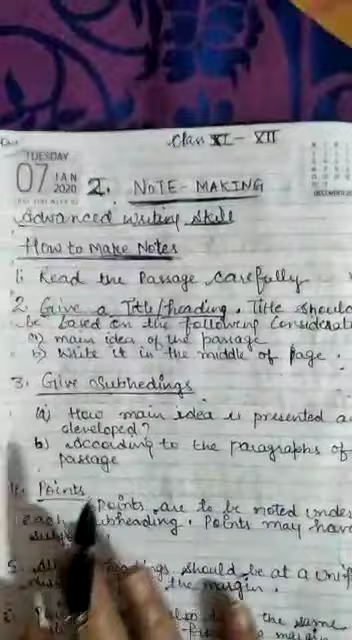 Class XI - XII
TUESDAY
07 JAN
2020
2. NOTE-MAKING
Advanced writing skill
How to Make Notes
1. Read the Passage carefully
2. Give a Title/heading. Title should
be based on the following Considerat
a) main idea of the passage
b) write it in the middle of page.
3. Give Subhedings
(a) How main idea is presented a
developed?
b) According to the paragraphs of
passage
4. Points
Points are to be noted under
each subheading. Points may have
5. should be at a unif
the margin.
the same